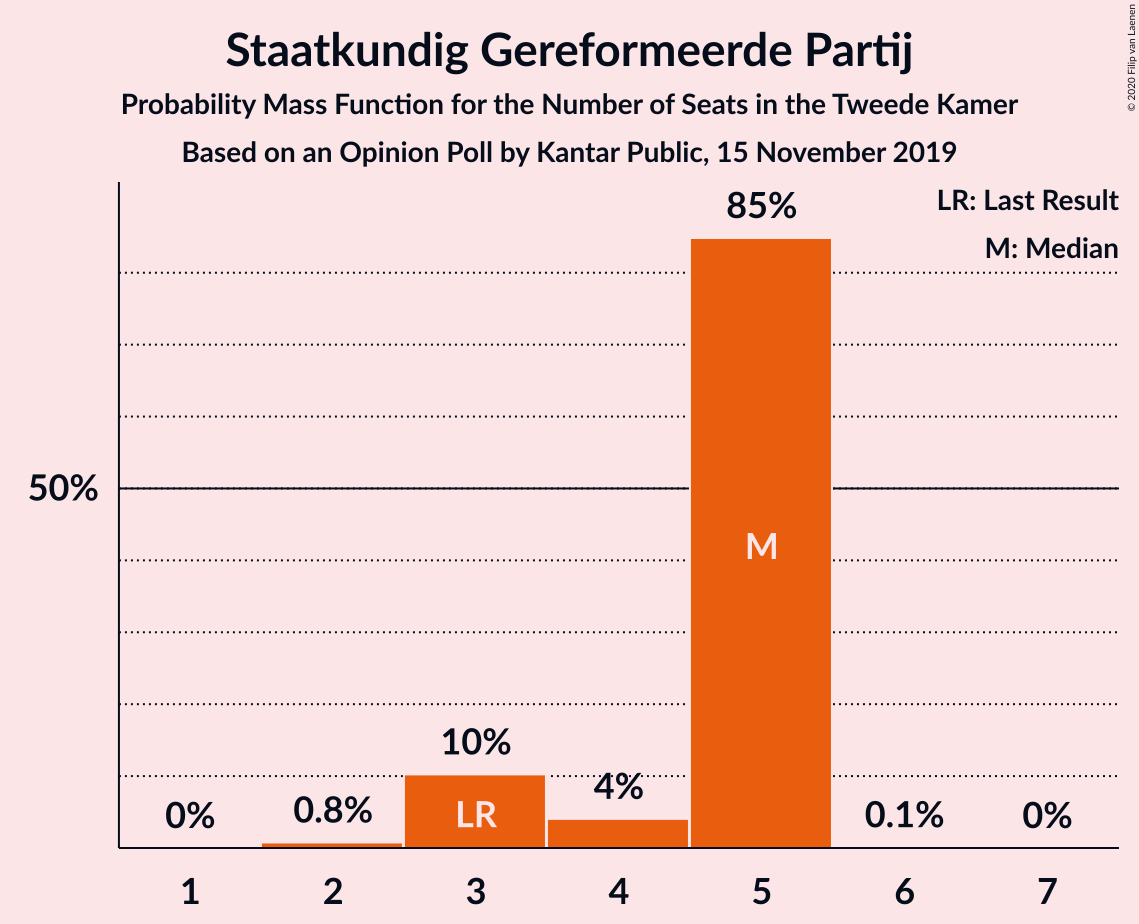 Staatkundig Gereformeerde Partij
Probability Mass Function for the Number of Seats in the Tweede Kamer
Based on an Opinion Poll by Kantar Public, 15 November 2019
© 2020 Filip van Laenen
LR: Last Result
M: Median
85%
50%
M
10%
4%
0%
0.8%
LR
0.1%
0%
1 2 3 4 5 6 7